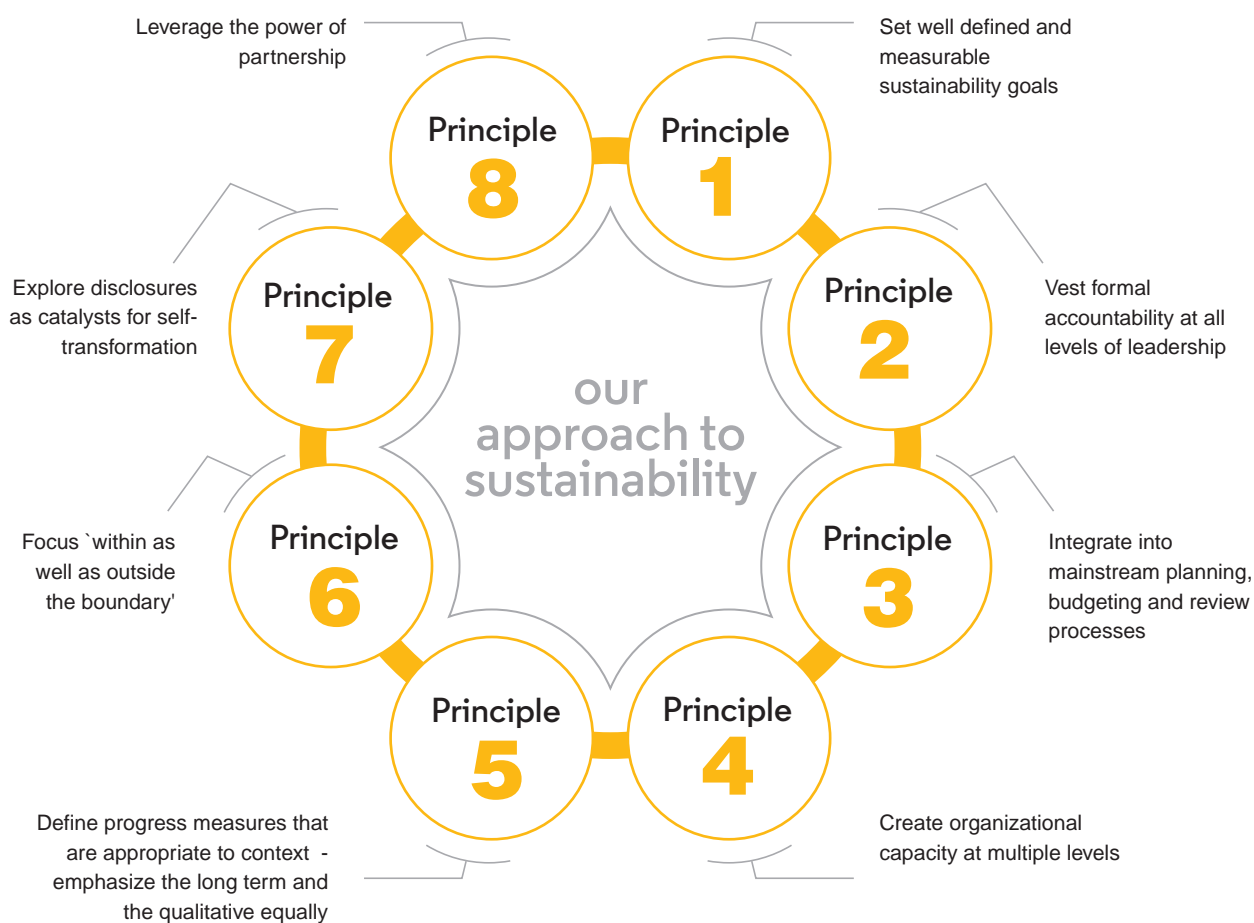 Leverage the power of
partnership
Set well defined and
measurable
sustainability goals
Principle
8
Principle
1
Explore disclosures
as catalysts for self-
transformation
Principle
7
Principle
2
Vest formal
accountability at all
levels of leadership
our
approach to
sustainability
Focus `within as
well as outside
the boundary'
Principle
6
Principle
3
Integrate into
mainstream planning,
budgeting and review
processes
Principle
5
Principle
4
Define progress measures that
are appropriate to context -
emphasize the long term and
the qualitative equally
Create organizational
capacity at multiple levels